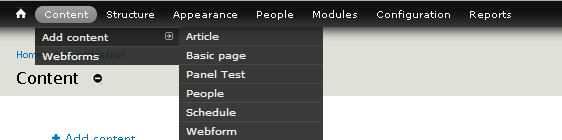 Content Structure Appearance People Modules Configuration Reports
Add content Article
Webforms Basic page
Home
Panel Test
Content People
Schedule
Add content Webform